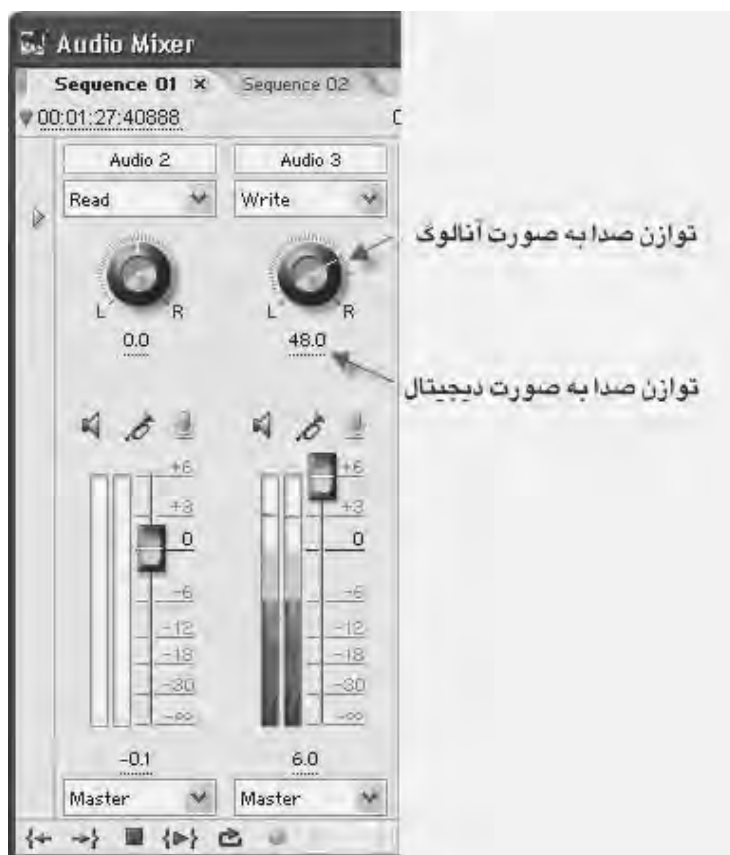 Audio Mixer
Sequence 01 × Sequence 02
00:01:27:40888
Audio 2 Audio 3
Read Write
توازن صدا به صورت آنالوگ
L R L R
0.0 48.0
توازن صدا به صورت دیجیتال
+6 +6
+3 +3
0 0
-6 -6
-12 -12
-18 -18
-30 -30
-∞ -∞
-0.1 6.0
Master Master